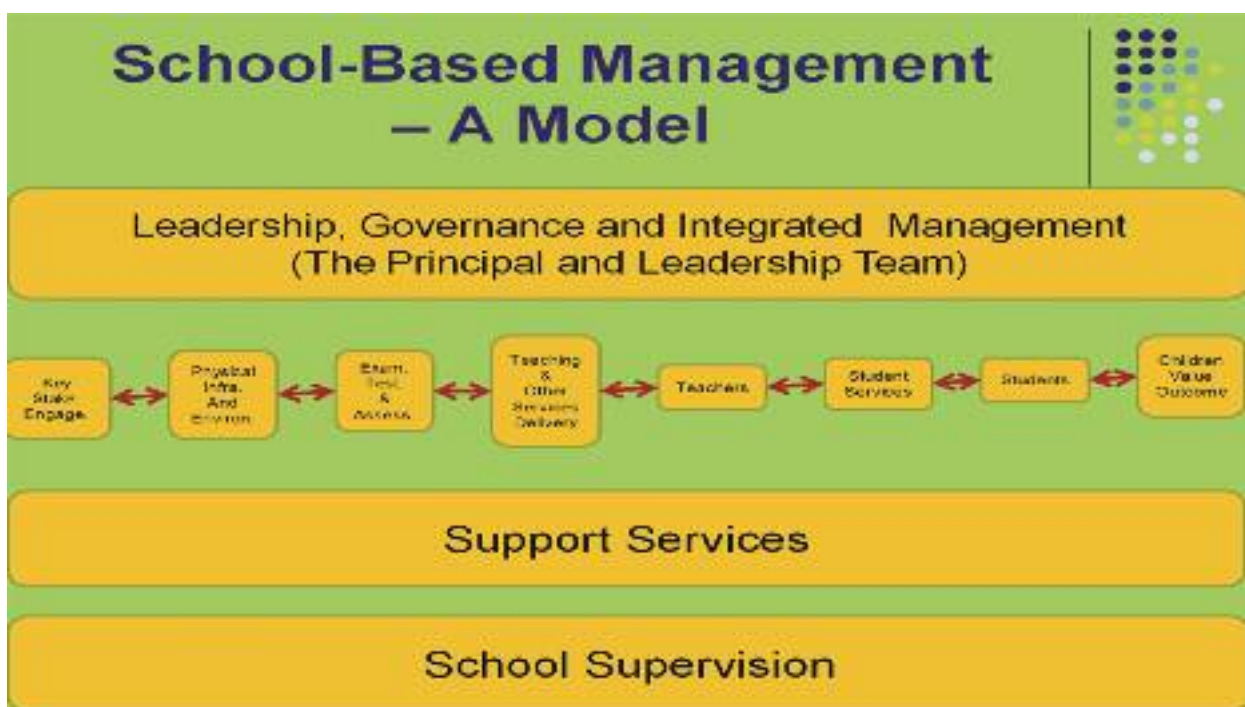 School-Based Management
– A Model
Leadership, Governance and Integrated Management
(The Principal and Leadership Team)
Key
Stake
Engage.
Physical
Infra.
And
Environ.
Exam.
Test.
&
Assess.
Teaching
&
Other
Services
Delivery
Teachers
Student
Services
Students
Children
Value
Outcome
Support Services
School Supervision